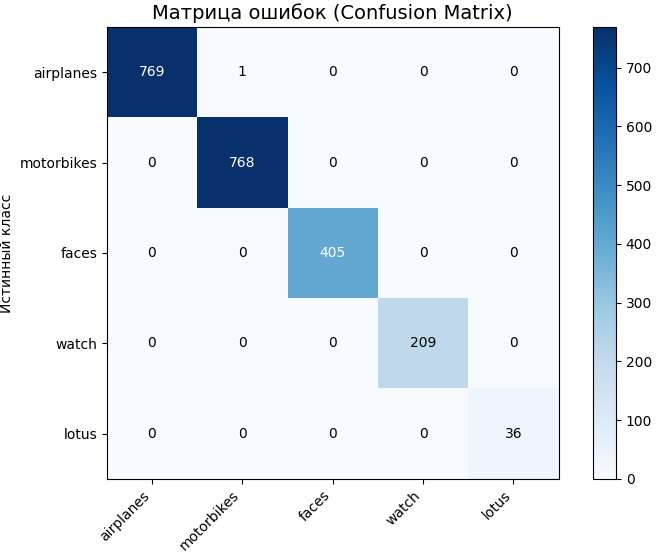 Матрица ошибок (Confusion Matrix)
Истинный класс
airplanes 769 1 0 0 0
motorbikes 0 768 0 0 0
faces 0 0 405 0 0
watch 0 0 0 209 0
lotus 0 0 0 0 36
airplanes motorbikes faces watch lotus
700
600
500
400
300
200
100
0